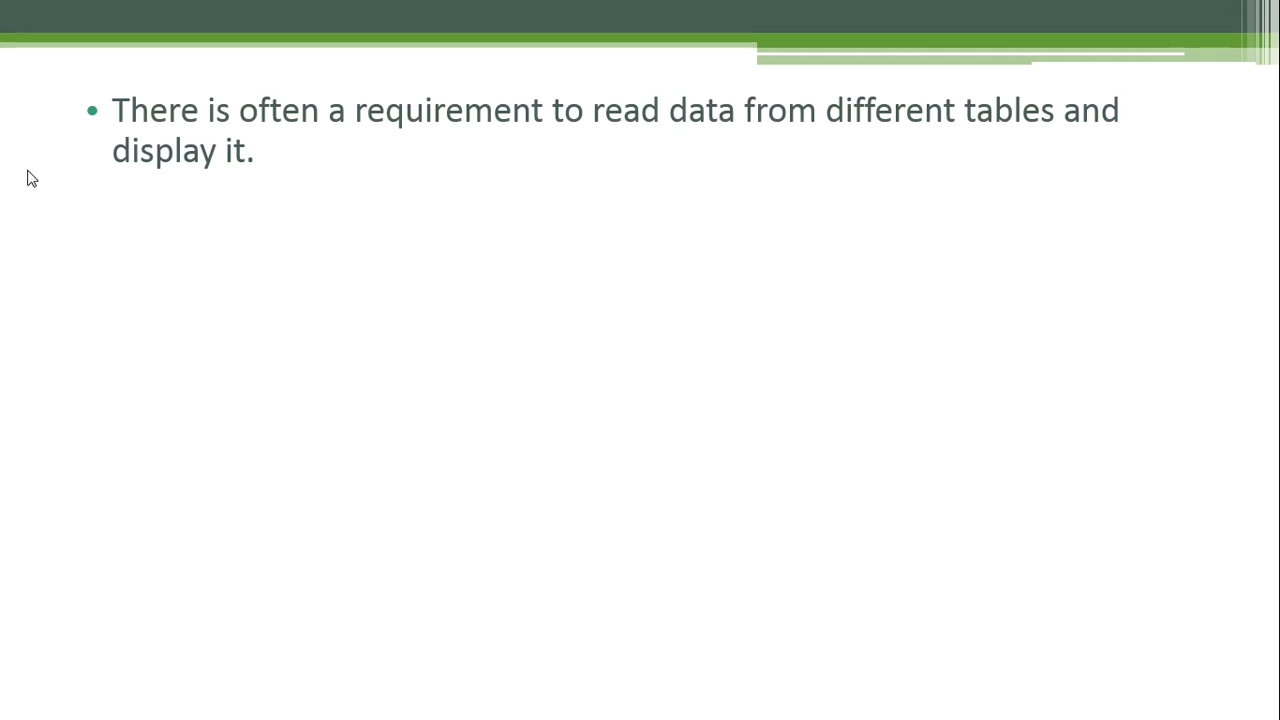 • There is often a requirement to read data from different tables and
display it.